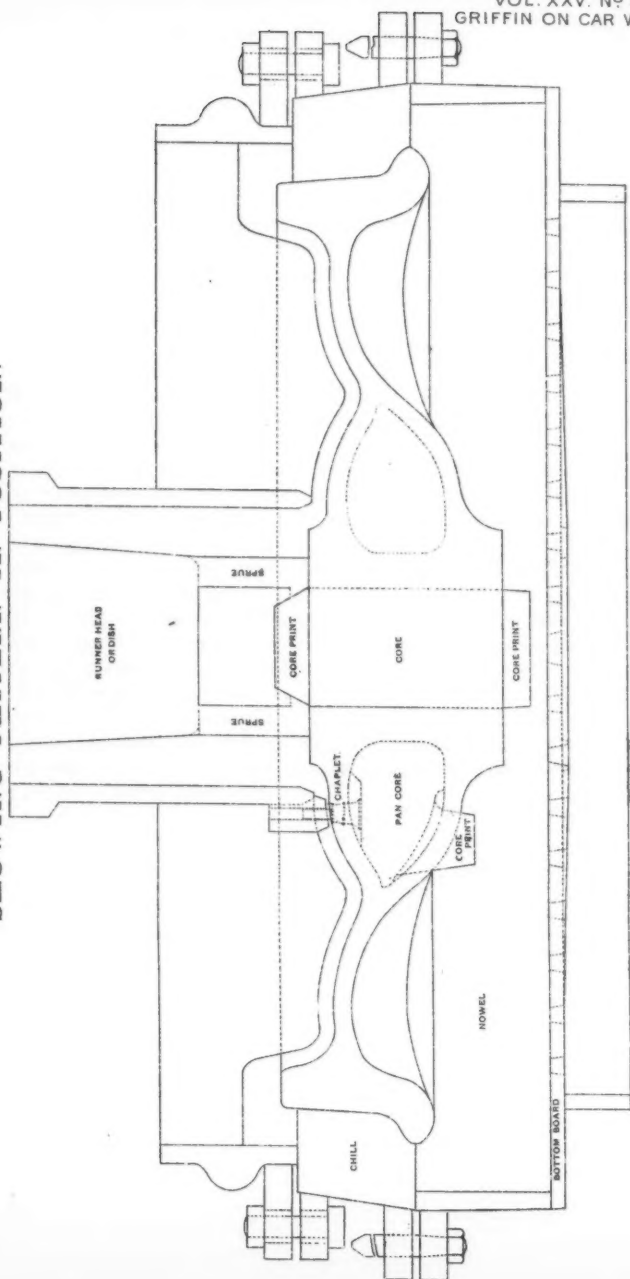 VOL. XXV. Nº
GRIFFIN ON CAR W
RUNNER HEAD
OR DISH
SPRUE
SPRUE
CORE PRINT
CHAPLET
CORE
PAN CORE
CORE PRINT
CORE
PRINT
CHILL
NOWEL
BOTTOM BOARD